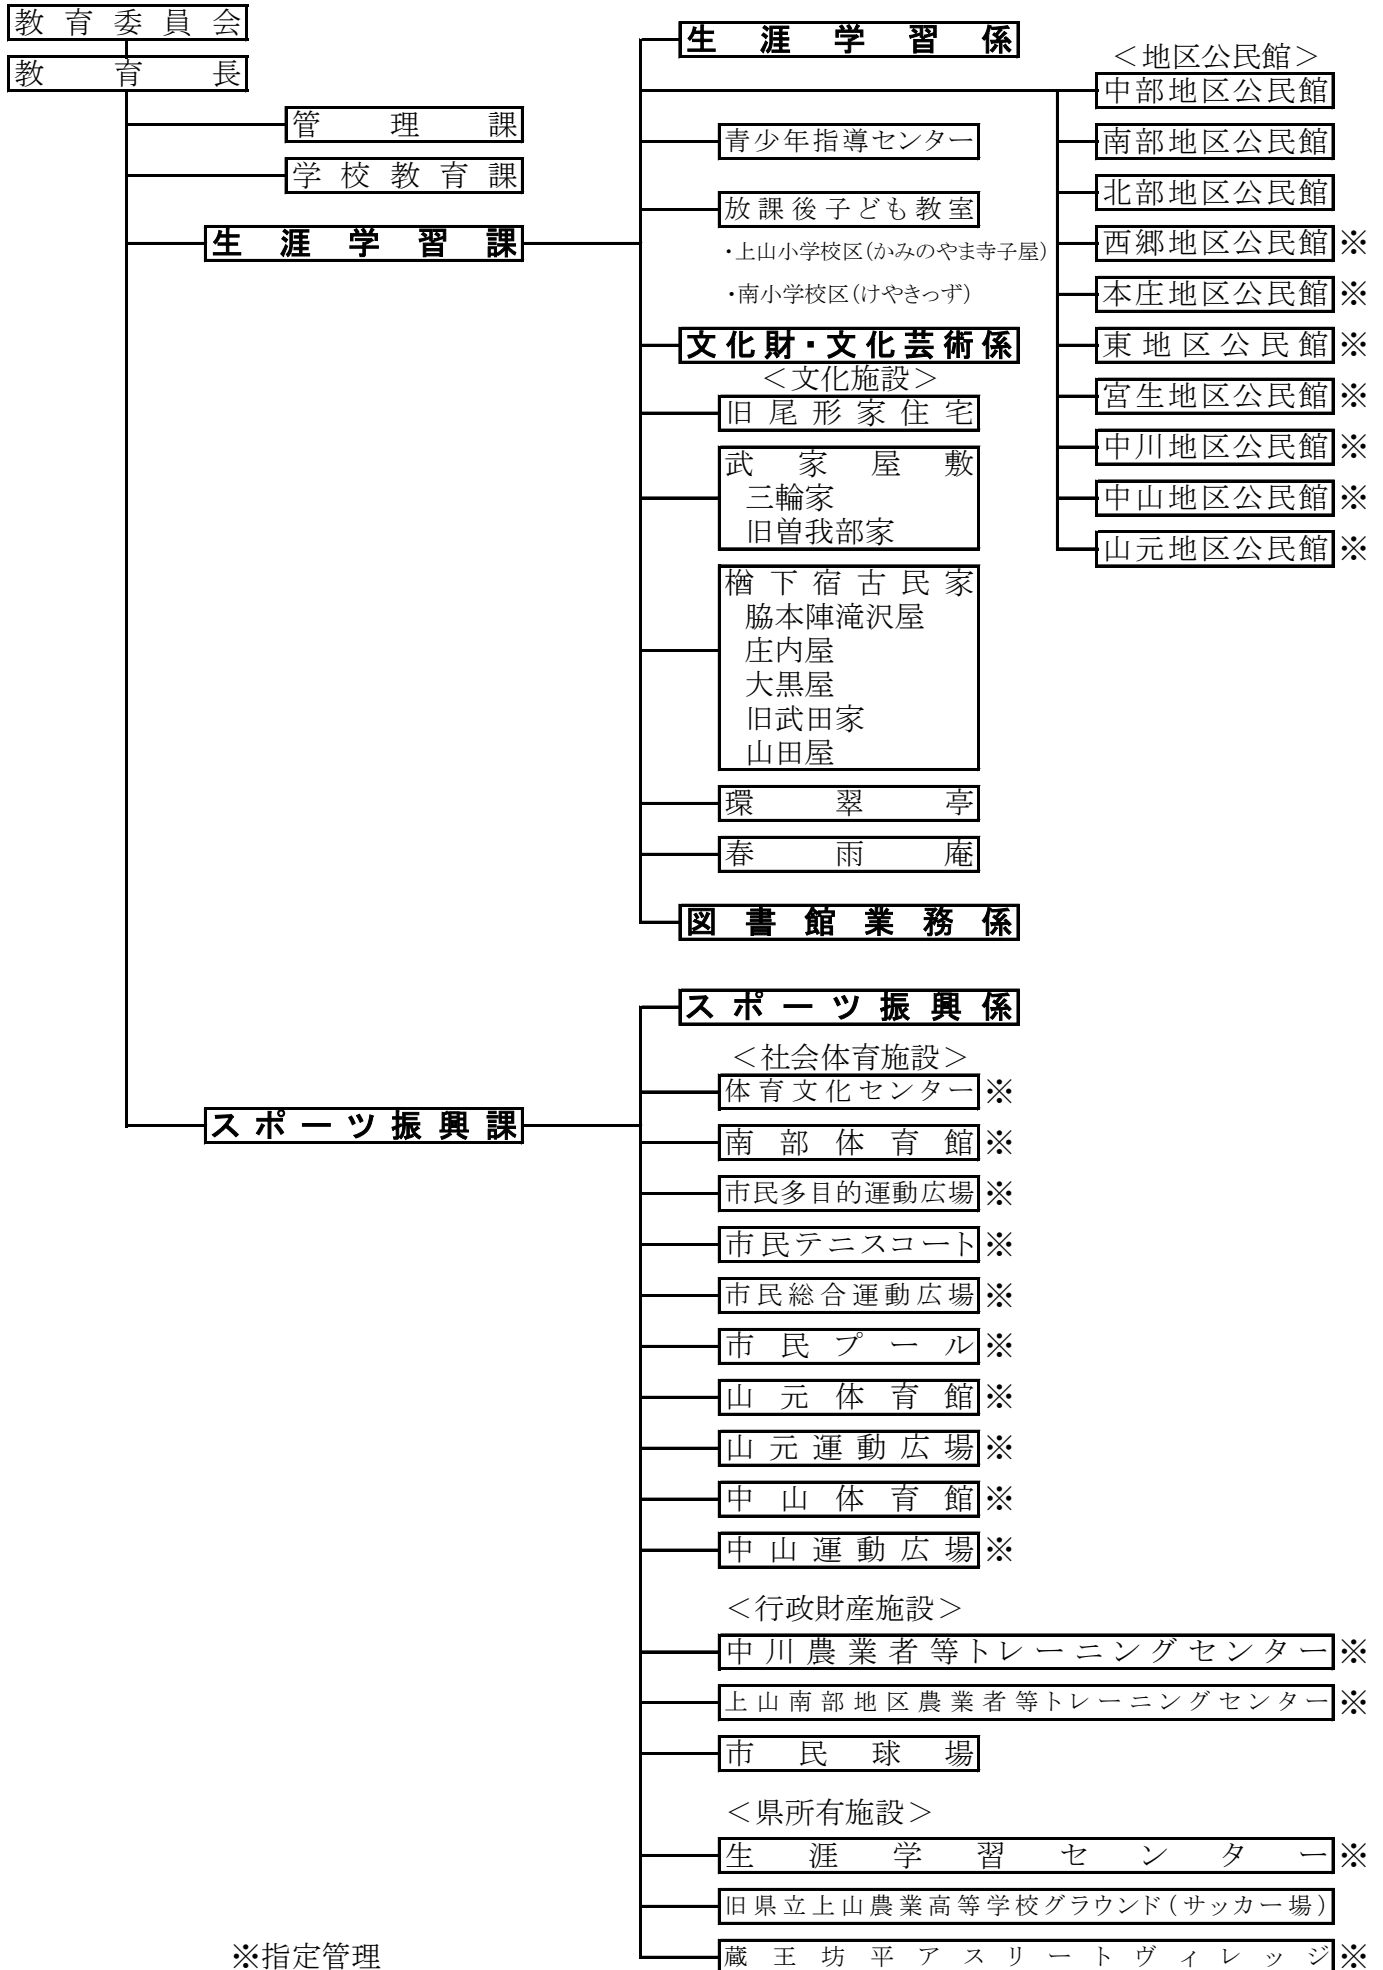 教育委員会
教育長
管理課
学校教育課
生涯学習課
生涯学習係
＜地区公民館＞
中部地区公民館
南部地区公民館
北部地区公民館
西郷地区公民館※
本庄地区公民館※
東地区公民館※
宮生地区公民館※
中川地区公民館※
中山地区公民館※
山元地区公民館※
青少年指導センター
放課後子ども教室
・上山小学校区(かみのやま寺子屋)
・南小学校区(けやきっず)
文化財・文化芸術係
＜文化施設＞
旧尾形家住宅
武家屋敷
三輪家
旧曽我部家
楢下宿古民家
脇本陣滝沢屋
庄内屋
大黒屋
旧武田家
山田屋
環翠亭
春雨庵
図書館業務係
スポーツ振興課
スポーツ振興係
＜社会体育施設＞
体育文化センター※
南部体育館※
市民多目的運動広場※
市民テニスコート※
市民総合運動広場※
市民プール※
山元体育館※
山元運動広場※
中山体育館※
中山運動広場※
＜行政財産施設＞
中川農業者等トレーニングセンター※
上山南部地区農業者等トレーニングセンター※
市民球場
＜県所有施設＞
生涯学習センター※
旧県立上山農業高等学校グラウンド(サッカー場)
蔵王坊平アスリートヴィレッジ※
※指定管理